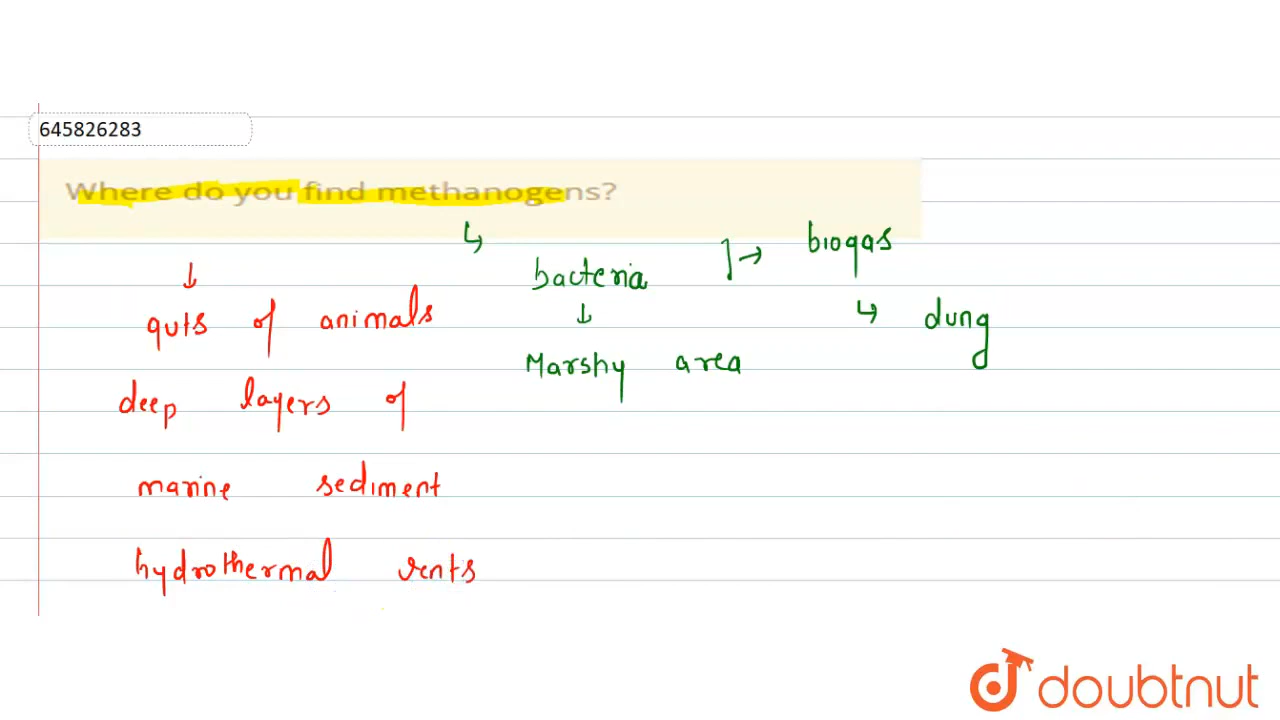 645826283
Where do you find methanogens?
↳ bacteria ] → biogas
↓
Marshy area
↳ dung
↓
guts of animals
deep layers of
marine sediment
hydrothermal vents
doubtnut